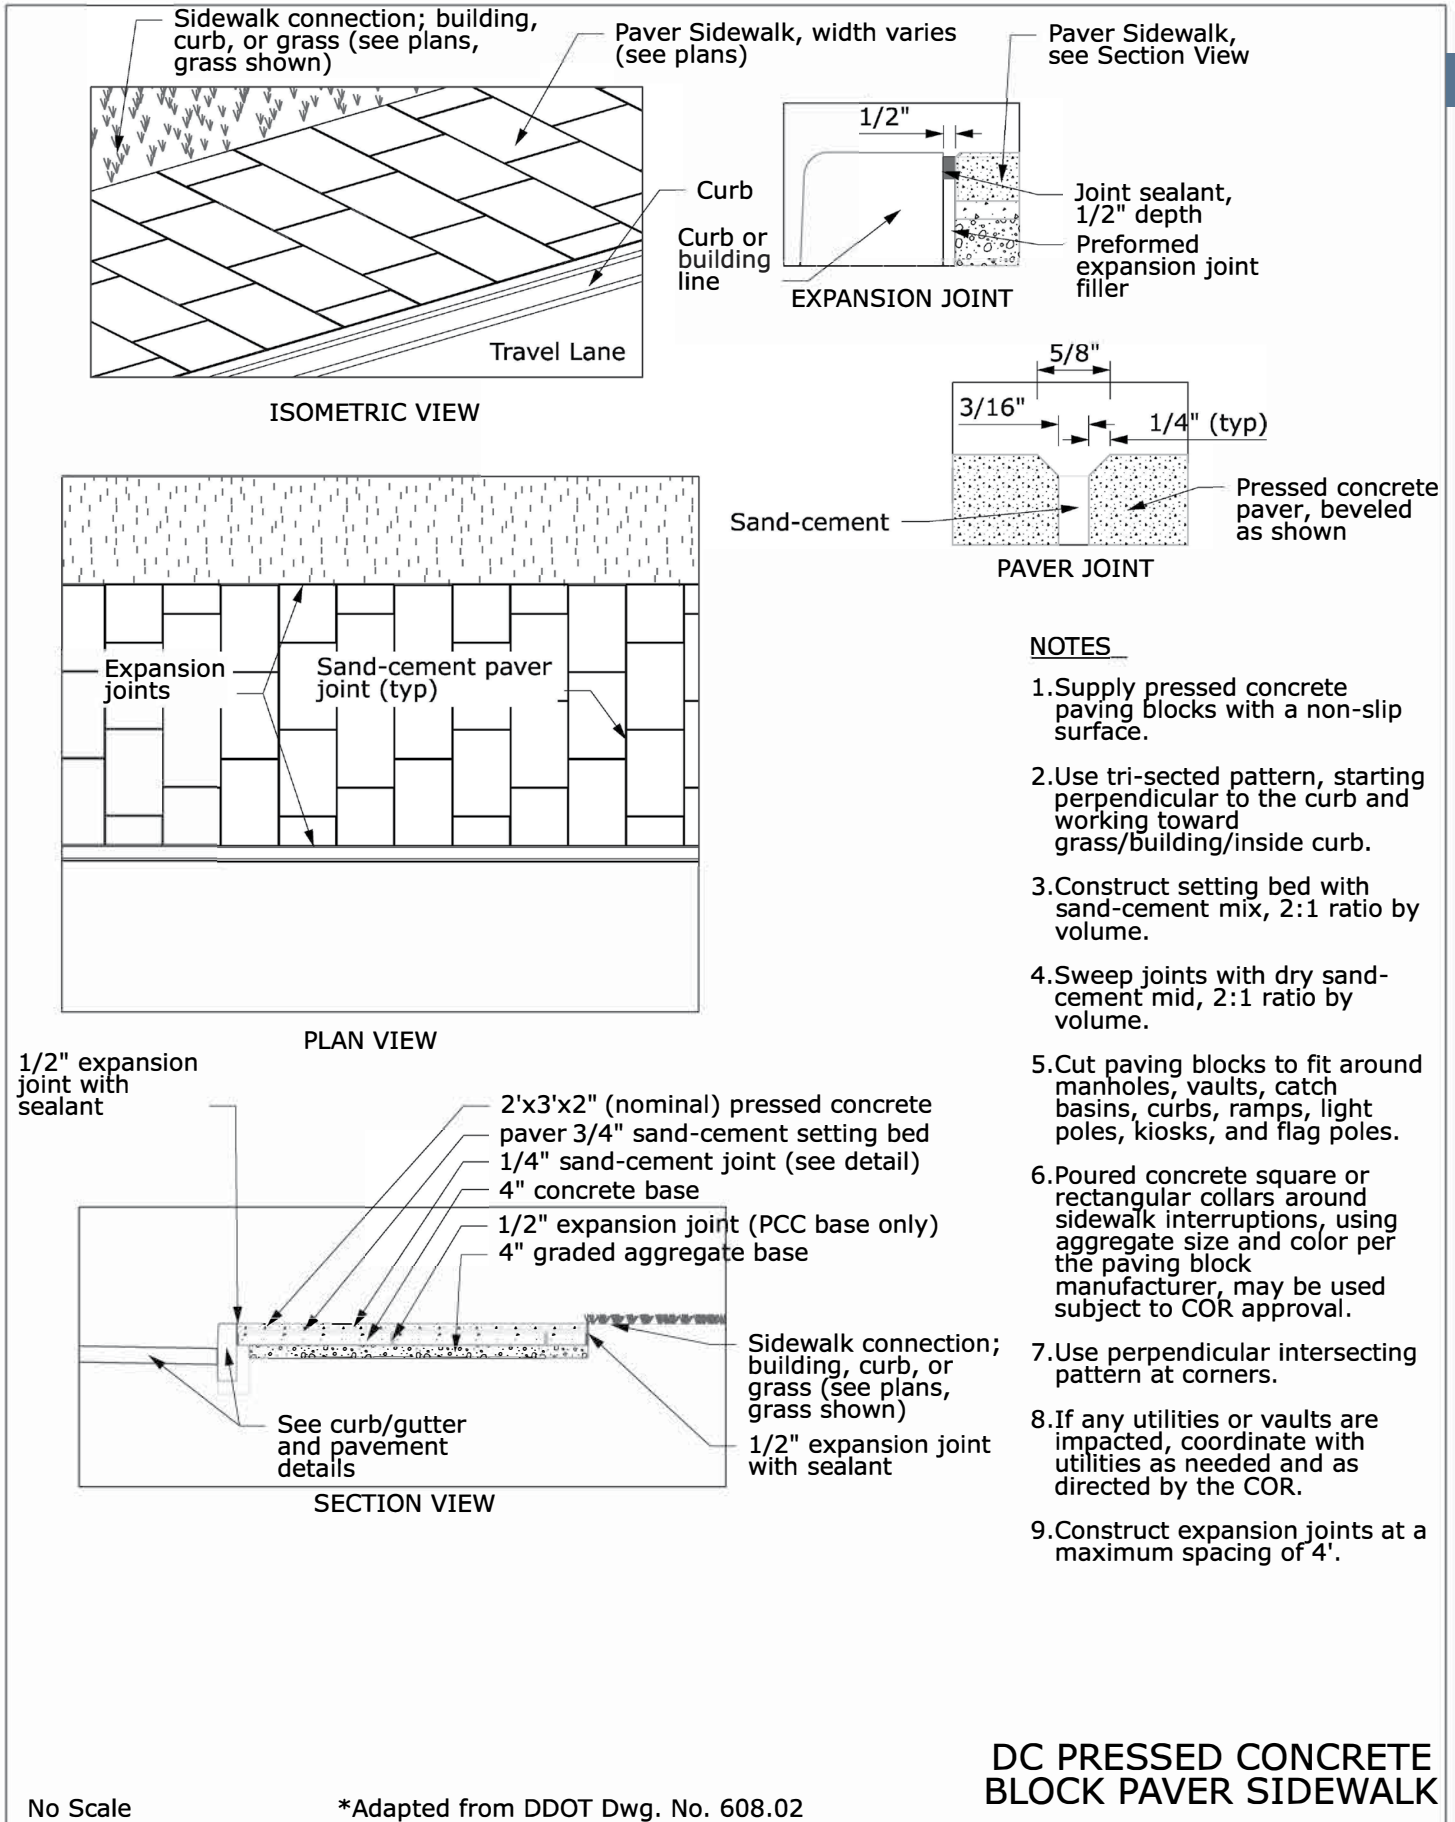 Sidewalk connection; building,
curb, or grass (see plans,
grass shown)
Paver Sidewalk, width varies
(see plans)
Paver Sidewalk,
see Section View
1/2"
Curb
Curb or
building
line
Joint sealant,
1/2" depth
Preformed
expansion joint
filler
EXPANSION JOINT
Travel Lane
ISOMETRIC VIEW
5/8"
3/16"
1/4" (typ)
Sand-cement
Pressed concrete
paver, beveled
as shown
PAVER JOINT
Expansion
joints
Sand-cement paver
joint (typ)
PLAN VIEW
NOTES_
1.Supply pressed concrete
paving blocks with a non-slip
surface.
2.Use tri-sected pattern, starting
perpendicular to the curb and
working toward
grass/building/inside curb.
3.Construct setting bed with
sand-cement mix, 2:1 ratio by
volume.
4.Sweep joints with dry sand-
cement mid, 2:1 ratio by
volume.
5.Cut paving blocks to fit around
manholes, vaults, catch
basins, curbs, ramps, light
poles, kiosks, and flag poles.
6.Poured concrete square or
rectangular collars around
sidewalk interruptions, using
aggregate size and color per
the paving block
manufacturer, may be used
subject to COR approval.
7.Use perpendicular intersecting
pattern at corners.
8.If any utilities or vaults are
impacted, coordinate with
utilities as needed and as
directed by the COR.
9.Construct expansion joints at a
maximum spacing of 4'.
1/2" expansion
joint with
sealant
2'x3'x2" (nominal) pressed concrete
paver 3/4" sand-cement setting bed
1/4" sand-cement joint (see detail)
4" concrete base
1/2" expansion joint (PCC base only)
4" graded aggregate base
Sidewalk connection;
building, curb, or
grass (see plans,
grass shown)
1/2" expansion joint
with sealant
See curb/gutter
and pavement
details
SECTION VIEW
DC PRESSED CONCRETE
BLOCK PAVER SIDEWALK
No Scale
*Adapted from DDOT Dwg. No. 608.02